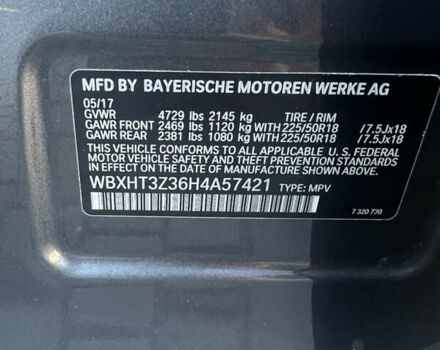 MFD BY BAYERISCHE MOTOREN WERKE AG
05/17
GVWR 4729 lbs 2145 kg TIRE / RIM
GAWR FRONT 2469 lbs 1120 kg WITH 225/50R18 /7.5Jx18
GAWR REAR 2381 lbs 1080 kg WITH 225/50R18 /7.5Jx18
THIS VEHICLE CONFORMS TO ALL APPLICABLE
U.S. FEDERAL MOTOR VEHICLE SAFETY AND
THEFT PREVENTION STANDARDS IN EFFECT ON
THE DATE OF MANUFACTURE SHOWN ABOVE.
WBXHT3Z36H4A57421 TYPE: MPV
7 320 730